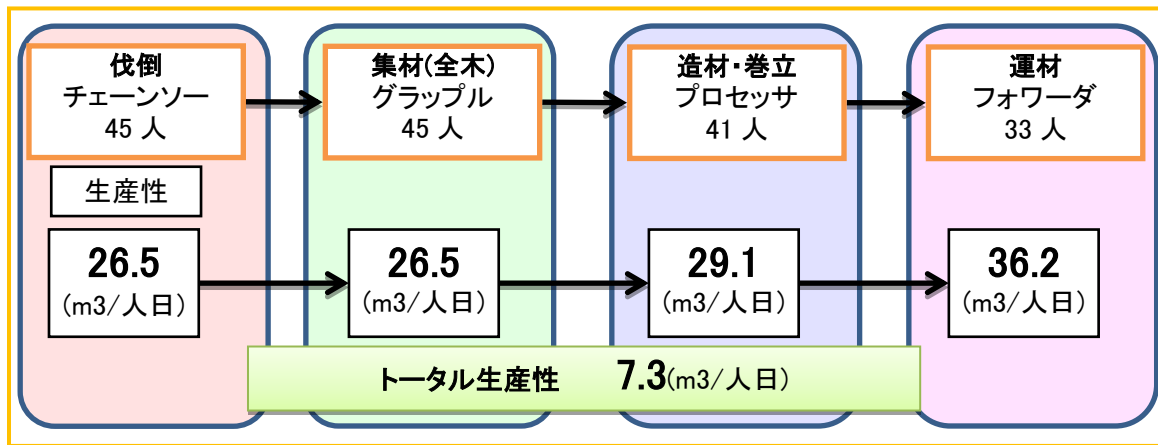 伐倒
チェーンソー
45 人
集材(全木)
グラップル
45 人
造材・巻立
プロセッサ
41 人
運材
フォワーダ
33 人
生産性
26.5
(m3/人日)
26.5
(m3/人日)
29.1
(m3/人日)
36.2
(m3/人日)
トータル生産性 7.3(m3/人日)